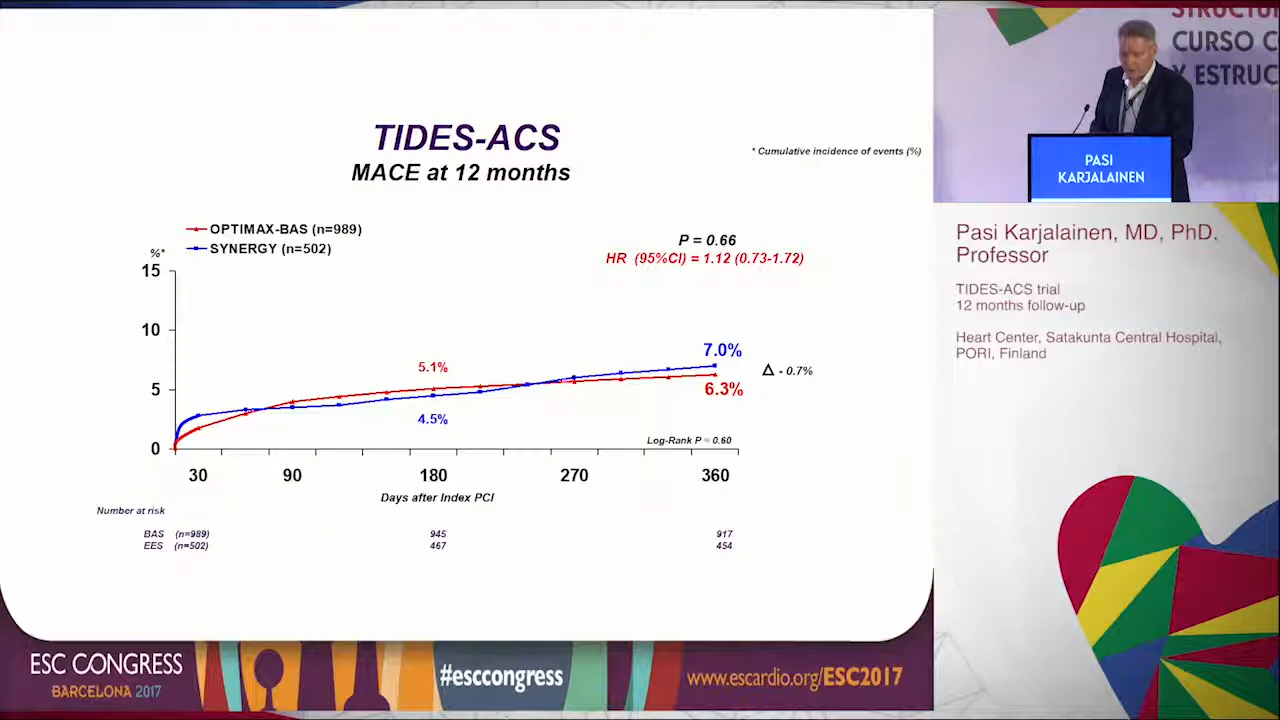 TIDES-ACS
MACE at 12 months
* Cumulative incidence of events (%)
OPTIMAX-BAS (n=989)
SYNERGY (n=502)
P = 0.66
HR (95%CI) = 1.12 (0.73-1.72)
%*
15
10
5
0
5.1%
4.5%
7.0%
6.3%
Δ - 0.7%
Log-Rank P = 0.60
30 90 180 270 360
Days after Index PCI
Number at risk
BAS (n=989) 945 917
EES (n=502) 467 454
ESC CONGRESS
BARCELONA 2017
#esccongress
www.escardio.org/ESC2017
CURSO C
Y ESTRUC
PASI
KARJALAINEN
Pasi Karjalainen, MD, PhD.
Professor
TIDES-ACS trial
12 months follow-up
Heart Center, Satakunta Central Hospital,
PORI, Finland